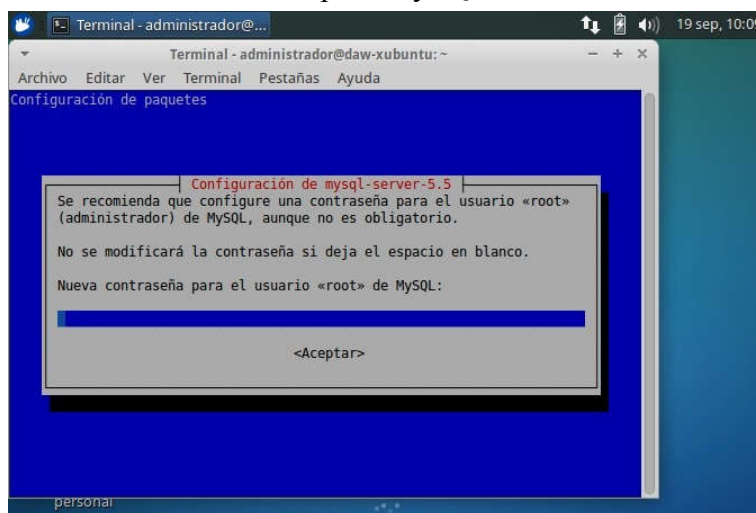 Terminal - administrador@...
19 sep, 10:09
Terminal - administrador@daw-xubuntu: ~
Archivo Editar Ver Terminal Pestañas Ayuda
Configuración de paquetes
Configuración de mysql-server-5.5
Se recomienda que configure una contraseña para el usuario «root»
(administrador) de MySQL, aunque no es obligatorio.
No se modificará la contraseña si deja el espacio en blanco.
Nueva contraseña para el usuario «root» de MySQL:
<Aceptar>
personal